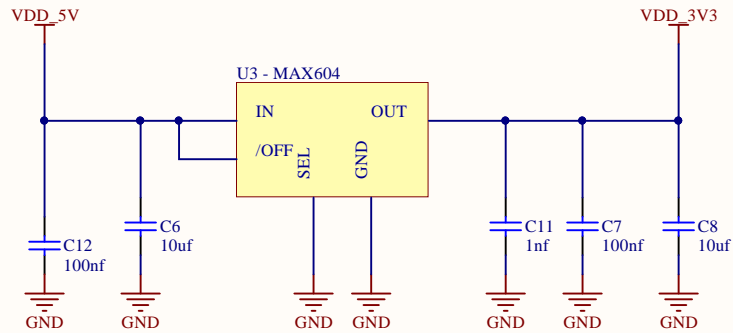 VDD_5V
VDD_3V3
U3 - MAX604
IN
OUT
/OFF
SEL
GND
C12
100nf
C6
10uf
C11
1nf
C7
100nf
C8
10uf
GND
GND
GND
GND
GND
GND
GND